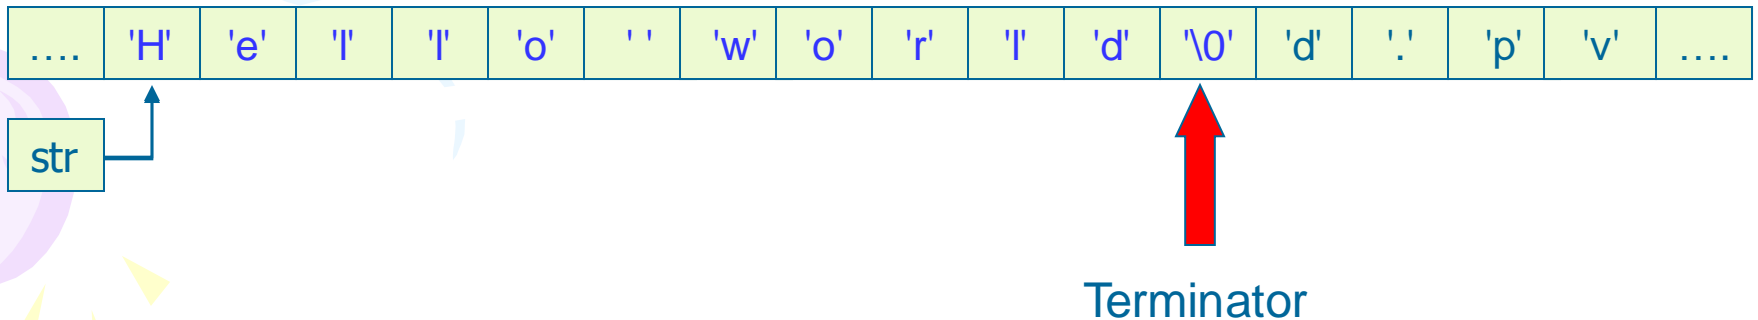 .... 'H' 'e' 'l' 'l' 'o' ' ' 'w' 'o' 'r' 'l' 'd' '\0' 'd' '.' 'p' 'v' ....
str
Terminator